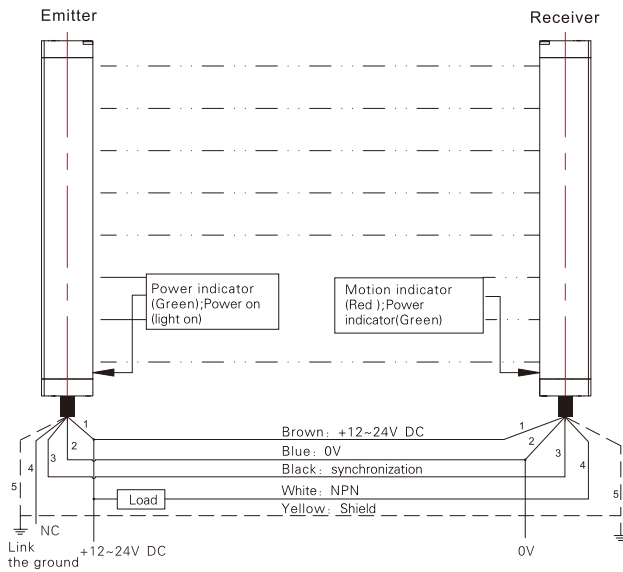 Emitter
Receiver
Power indicator
(Green);Power on
(light on)
Motion indicator
(Red );Power
indicator(Green)
1
2
3
4
5
1
2
3
4
5
Brown: +12~24V DC
Blue: 0V
Black: synchronization
White: NPN
Load
Yellow: Shield
NC
Link
the ground
+12~24V DC
0V